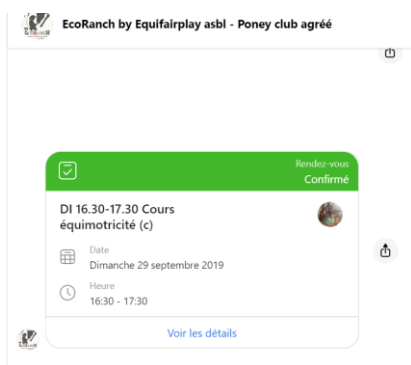 EcoRanch by Equifairplay asbl - Poney club agréé
Rendez-vous
Confirmé
DI 16.30-17.30 Cours
équimotricité (c)
Date
Dimanche 29 septembre 2019
Heure
16:30 - 17:30
Voir les détails